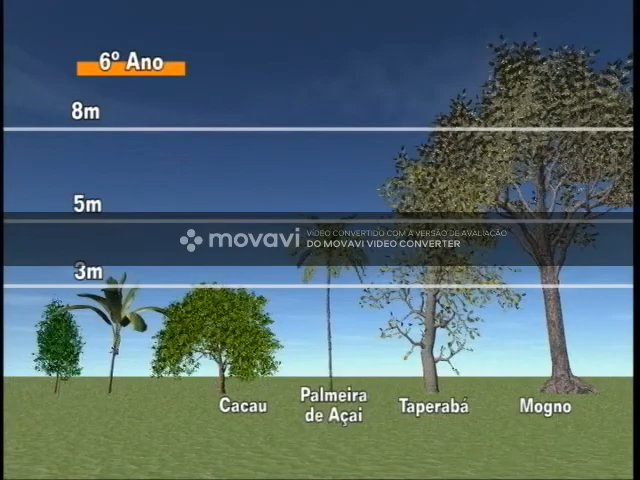 6º Ano
8m
5m
movavi
VÍDEO CONVERTIDO COM A VERSÃO DE AVALIAÇÃO
DO MOVAVI VIDEO CONVERTER
3m
Cacau
Palmeira
de Açai
Taperabá
Mogno